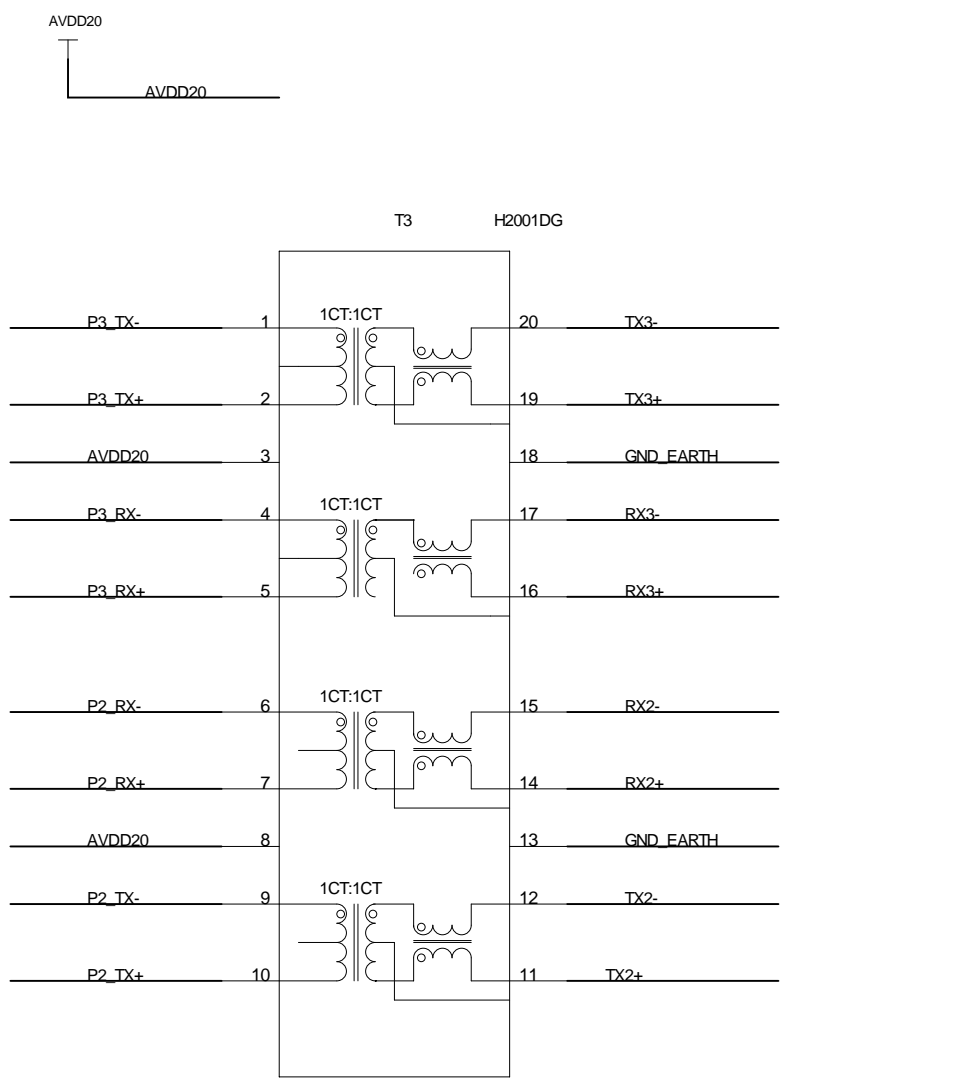 AVDD20
AVDD20
T3 H2001DG
1CT:1CT
P3_TX- 1 20 TX3-
P3_TX+ 2 19 TX3+
AVDD20 3 18 GND_EARTH
1CT:1CT
P3_RX- 4 17 RX3-
P3_RX+ 5 16 RX3+
1CT:1CT
P2_RX- 6 15 RX2-
P2_RX+ 7 14 RX2+
AVDD20 8 13 GND_EARTH
1CT:1CT
P2_TX- 9 12 TX2-
P2_TX+ 10 11 TX2+